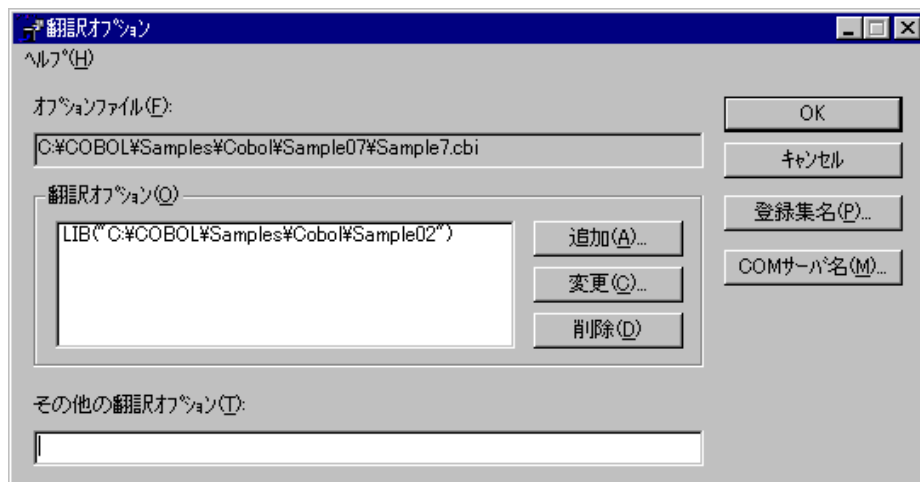 翻訳ｵﾌﾟｼｮﾝ
ﾍﾙﾌﾟ(H)
ｵﾌﾟｼｮﾝﾌｧｲﾙ(F):
C:¥COBOL¥Samples¥Cobol¥Sample07¥Sample7.cbi
翻訳ｵﾌﾟｼｮﾝ(O)
LIB("C:¥COBOL¥Samples¥Cobol¥Sample02")
追加(A)...
変更(C)...
削除(D)
その他の翻訳ｵﾌﾟｼｮﾝ(T):
OK
ｷｬﾝｾﾙ
登録集名(P)...
COMｻｰﾊﾞ名(M)...